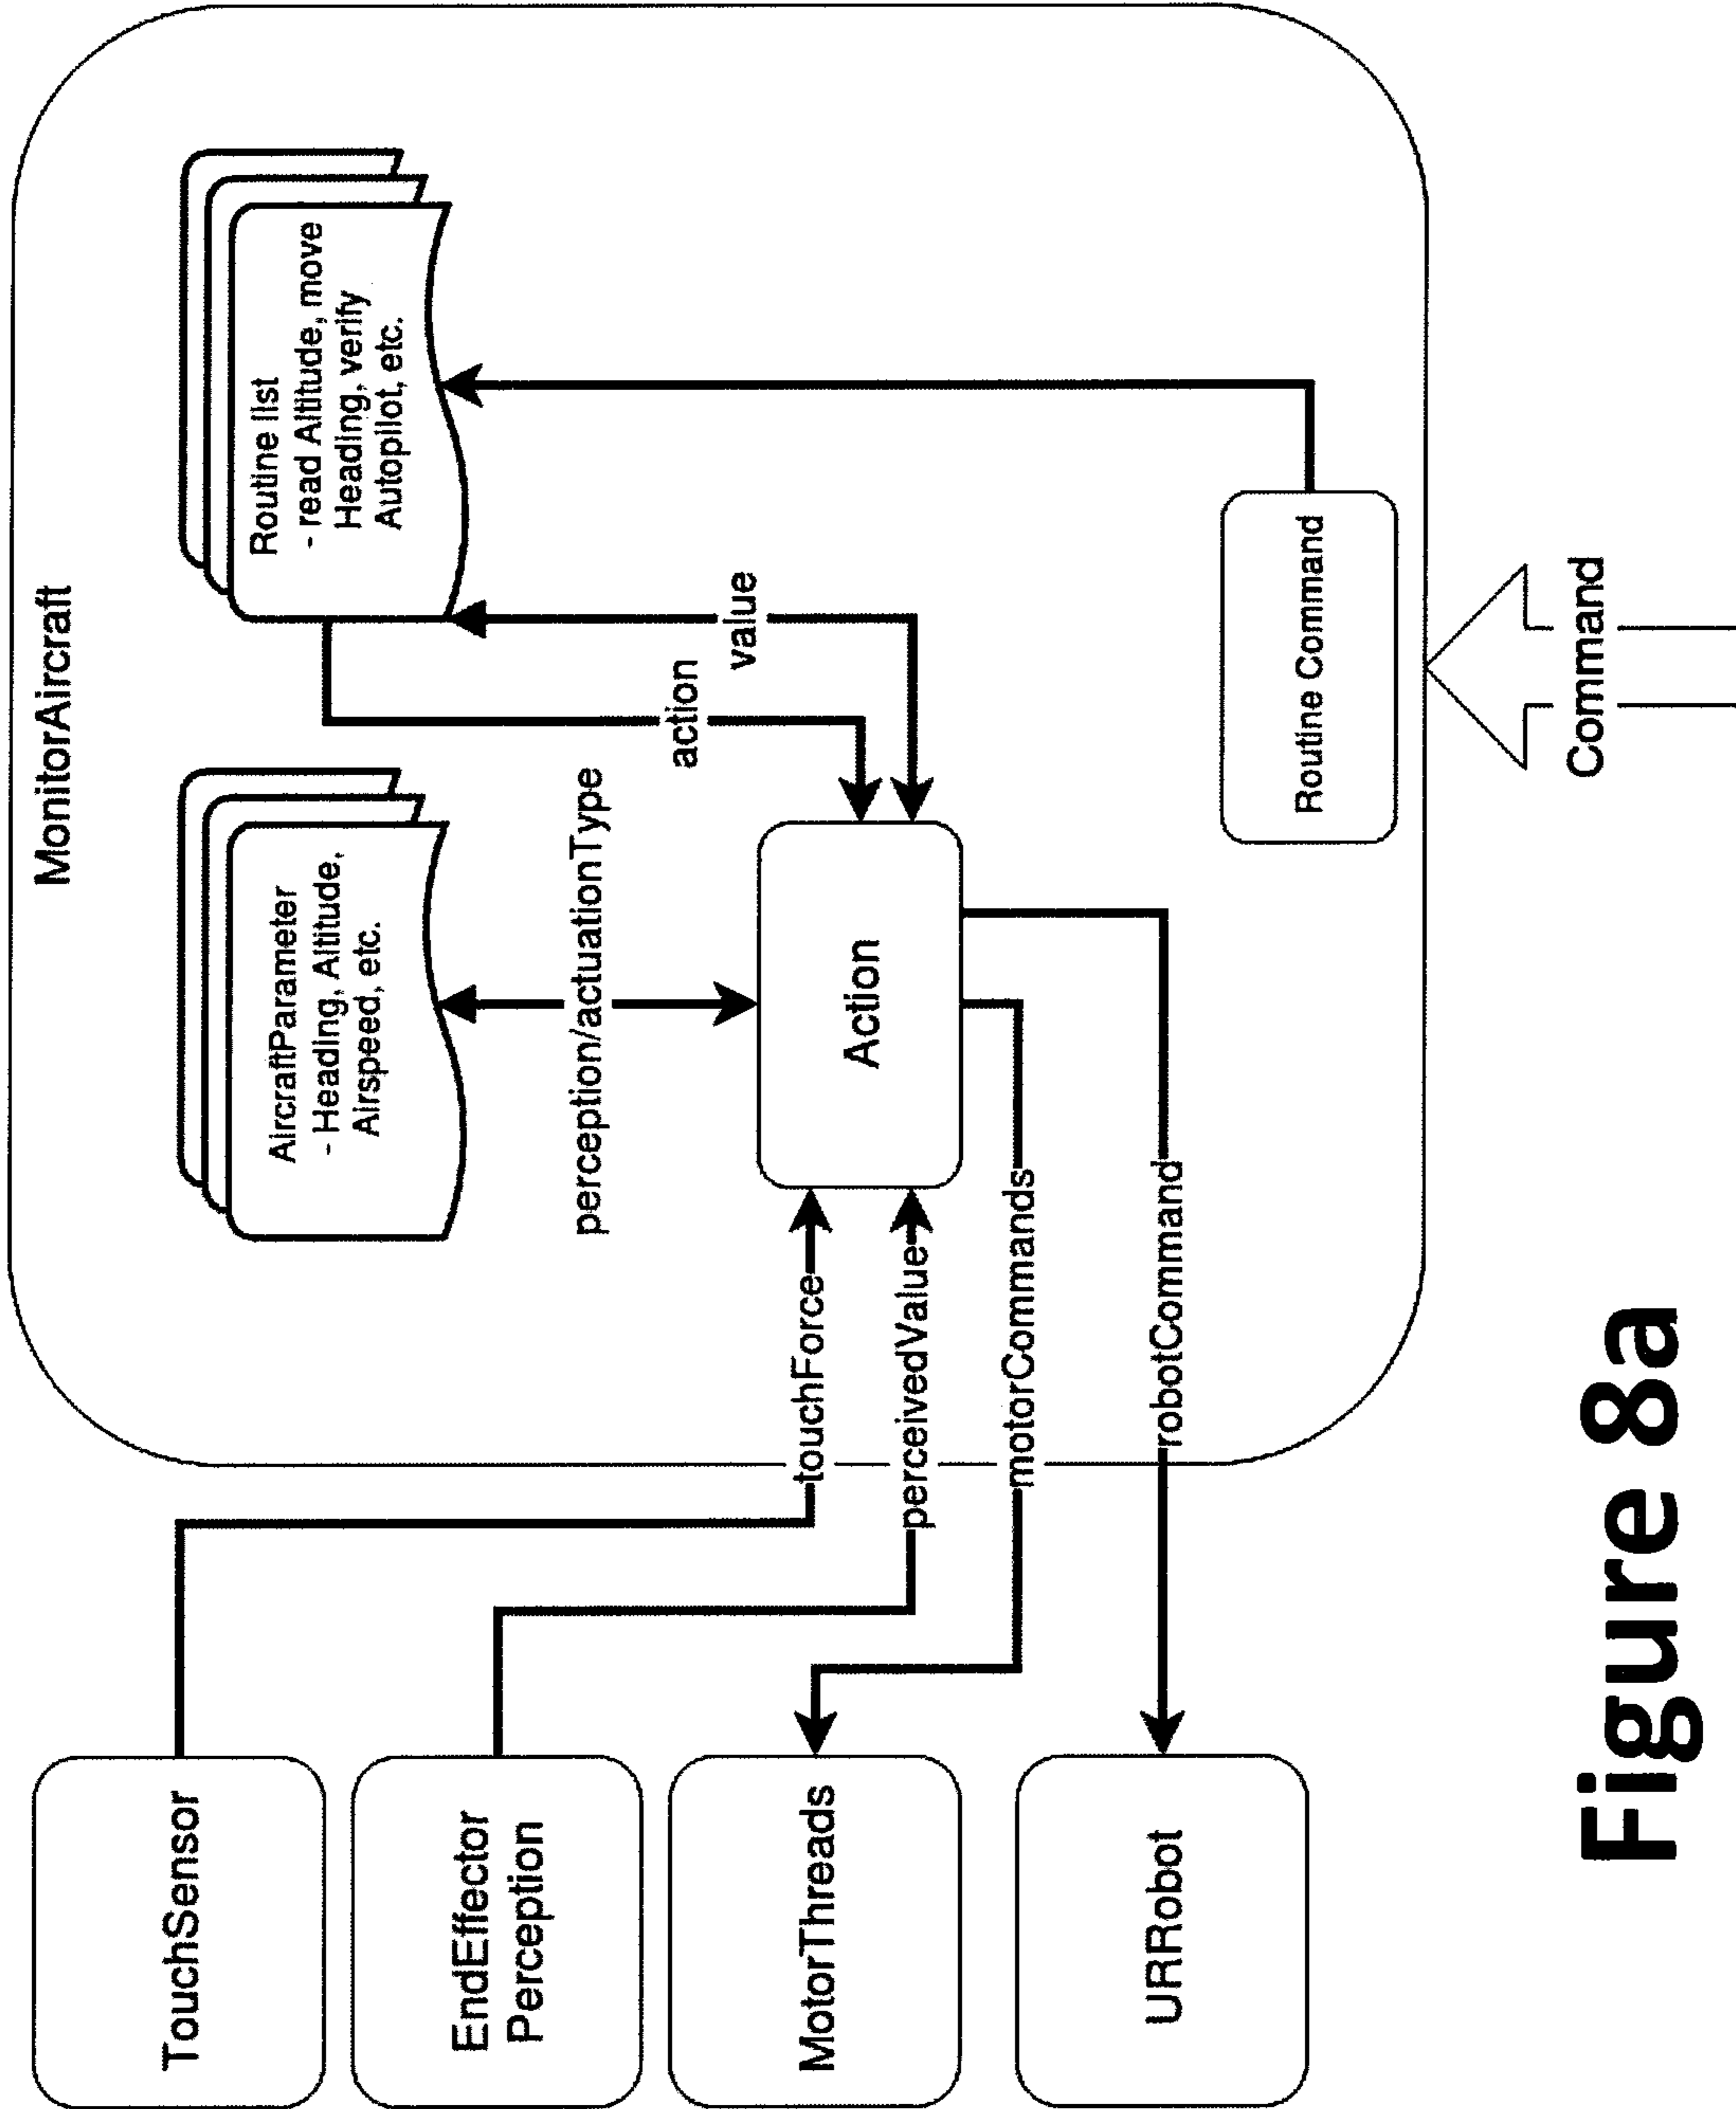 MonitorAircraft
TouchSensor
EndEffector
Perception
MotorThreads
URRobot
AircraftParameter
- Heading, Altitude,
Airspeed, etc.
Routine list
- read Altitude, move
Heading, verify
Autopilot, etc.
perception/actuationType
action
value
touchForce
perceivedValue
motorCommands
robotCommand
Action
Routine Command
Command
Figure 8a